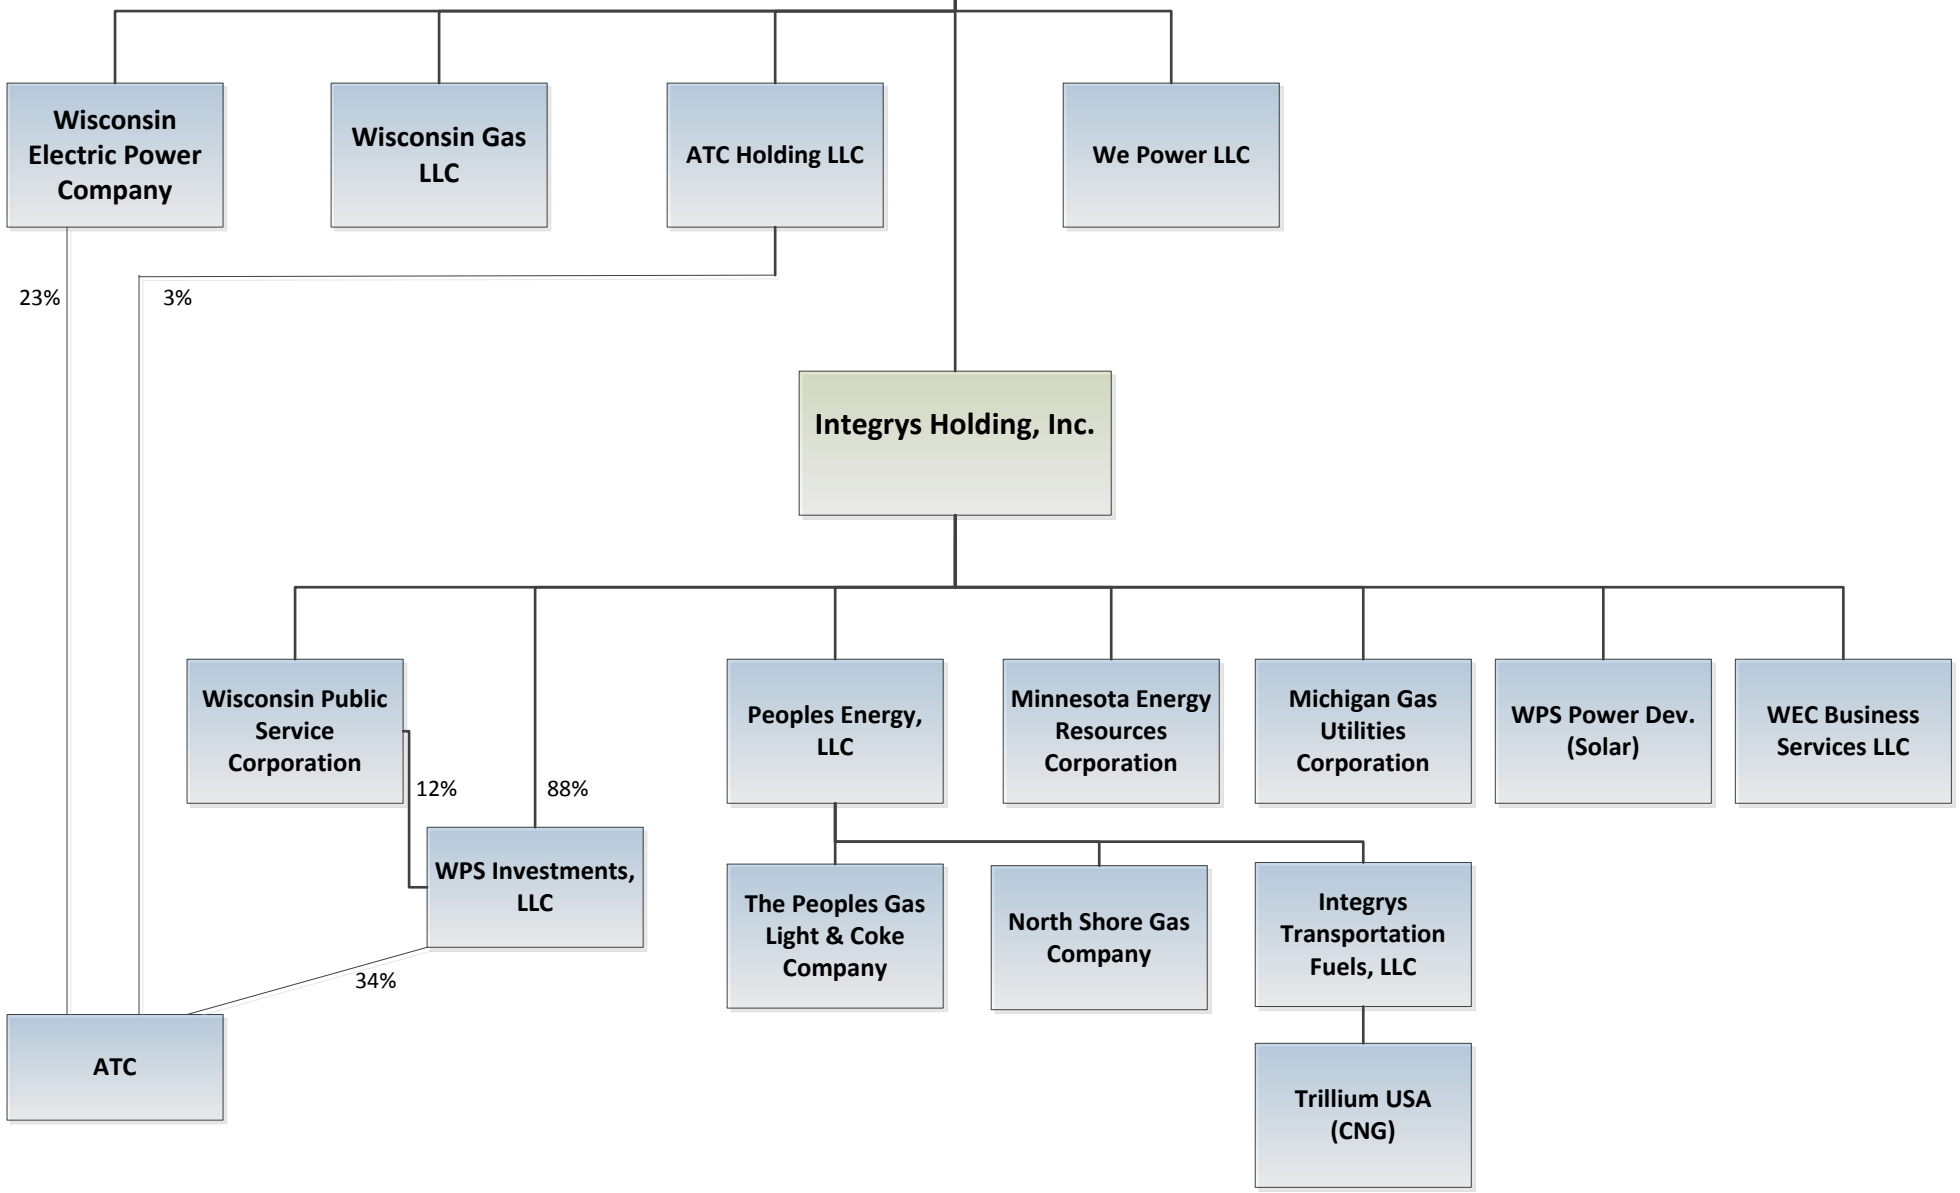 Wisconsin
Electric Power
Company
Wisconsin Gas
LLC
ATC Holding LLC
We Power LLC
23%
3%
Integrys Holding, Inc.
Wisconsin Public
Service
Corporation
Peoples Energy,
LLC
Minnesota Energy
Resources
Corporation
Michigan Gas
Utilities
Corporation
WPS Power Dev.
(Solar)
WEC Business
Services LLC
12%
88%
WPS Investments,
LLC
The Peoples Gas
Light & Coke
Company
North Shore Gas
Company
Integrys
Transportation
Fuels, LLC
34%
ATC
Trillium USA
(CNG)